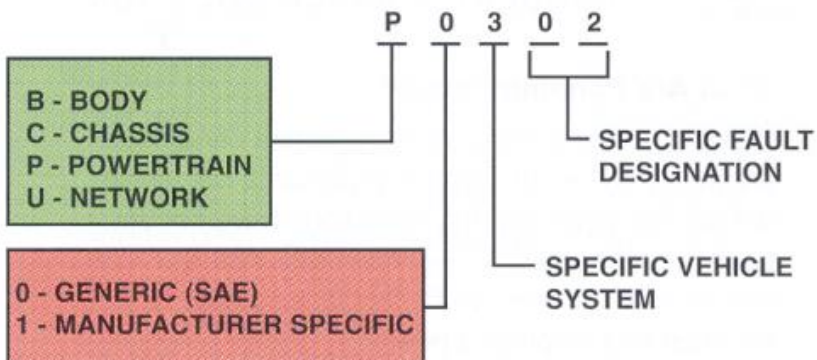 P 0 3 0 2
B - BODY
C - CHASSIS
P - POWERTRAIN
U - NETWORK
SPECIFIC FAULT
DESIGNATION
0 - GENERIC (SAE)
1 - MANUFACTURER SPECIFIC
SPECIFIC VEHICLE
SYSTEM